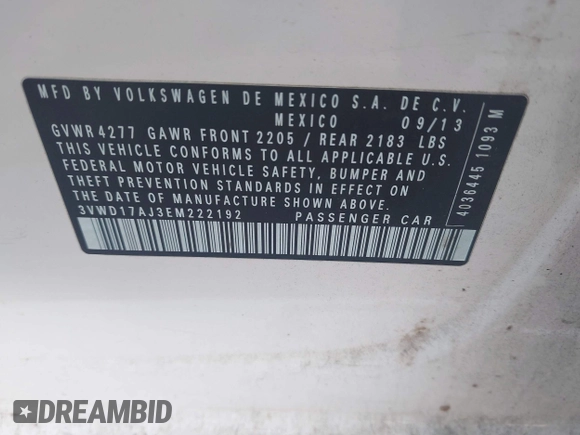 MFD BY VOLKSWAGEN DE MEXICO S.A. DE C.V.
MEXICO 09/13
GVWR 4277 GAWR FRONT 2205 / REAR 2183 LBS
THIS VEHICLE CONFORMS TO ALL APPLICABLE U.S.
FEDERAL MOTOR VEHICLE SAFETY, BUMPER AND
THEFT PREVENTION STANDARDS IN EFFECT ON
THE DATE OF MANUFACTURE SHOWN ABOVE.
3VWD17AJ3EM222192 PASSENGER CAR
4036445 1093 M
DREAMBID